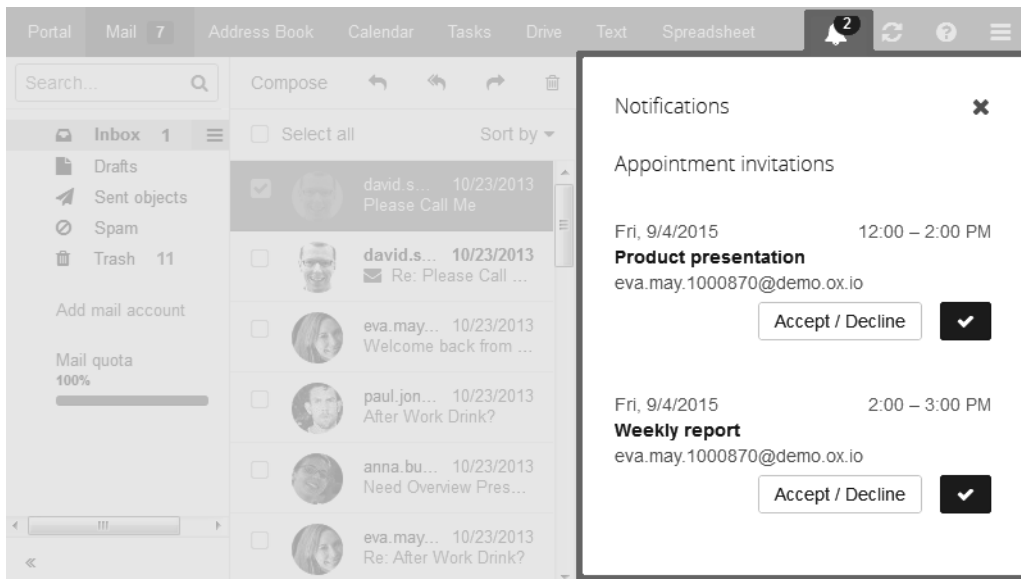 Portal Mail 7 Address Book Calendar Tasks Drive Text Spreadsheet 2
Search...
Inbox 1
Drafts
Sent objects
Spam
Trash 11
Add mail account
Mail quota
100%
Compose
Select all Sort by
david.s... 10/23/2013
Please Call Me
david.s... 10/23/2013
Re: Please Call ...
eva.may... 10/23/2013
Welcome back from ...
paul.jon... 10/23/2013
After Work Drink?
anna.bu... 10/23/2013
Need Overview Pres...
eva.may... 10/23/2013
Re: After Work Drink?
Notifications
Appointment invitations
Fri, 9/4/2015 12:00 – 2:00 PM
Product presentation
eva.may.1000870@demo.ox.io
Accept / Decline
Fri, 9/4/2015 2:00 – 3:00 PM
Weekly report
eva.may.1000870@demo.ox.io
Accept / Decline